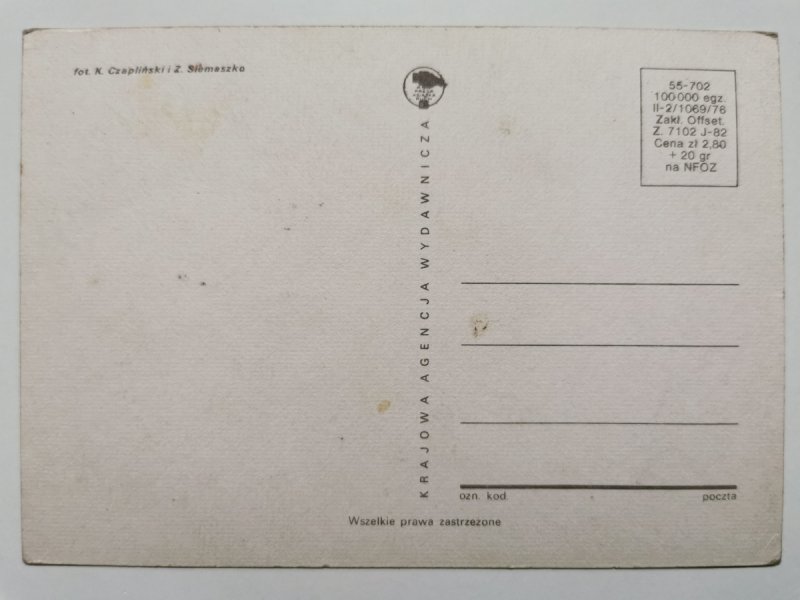 fot. K. Czapliński i Z. Siemaszko
KRAJOWA AGENCJA WYDAWNICZA
55-702
100 000 egz.
II-2/1069/76
Zakł. Offset.
Z. 7102 J-82
Cena zł 2,80
+ 20 gr
na NFOZ
ozn. kod. poczta
Wszelkie prawa zastrzeżone